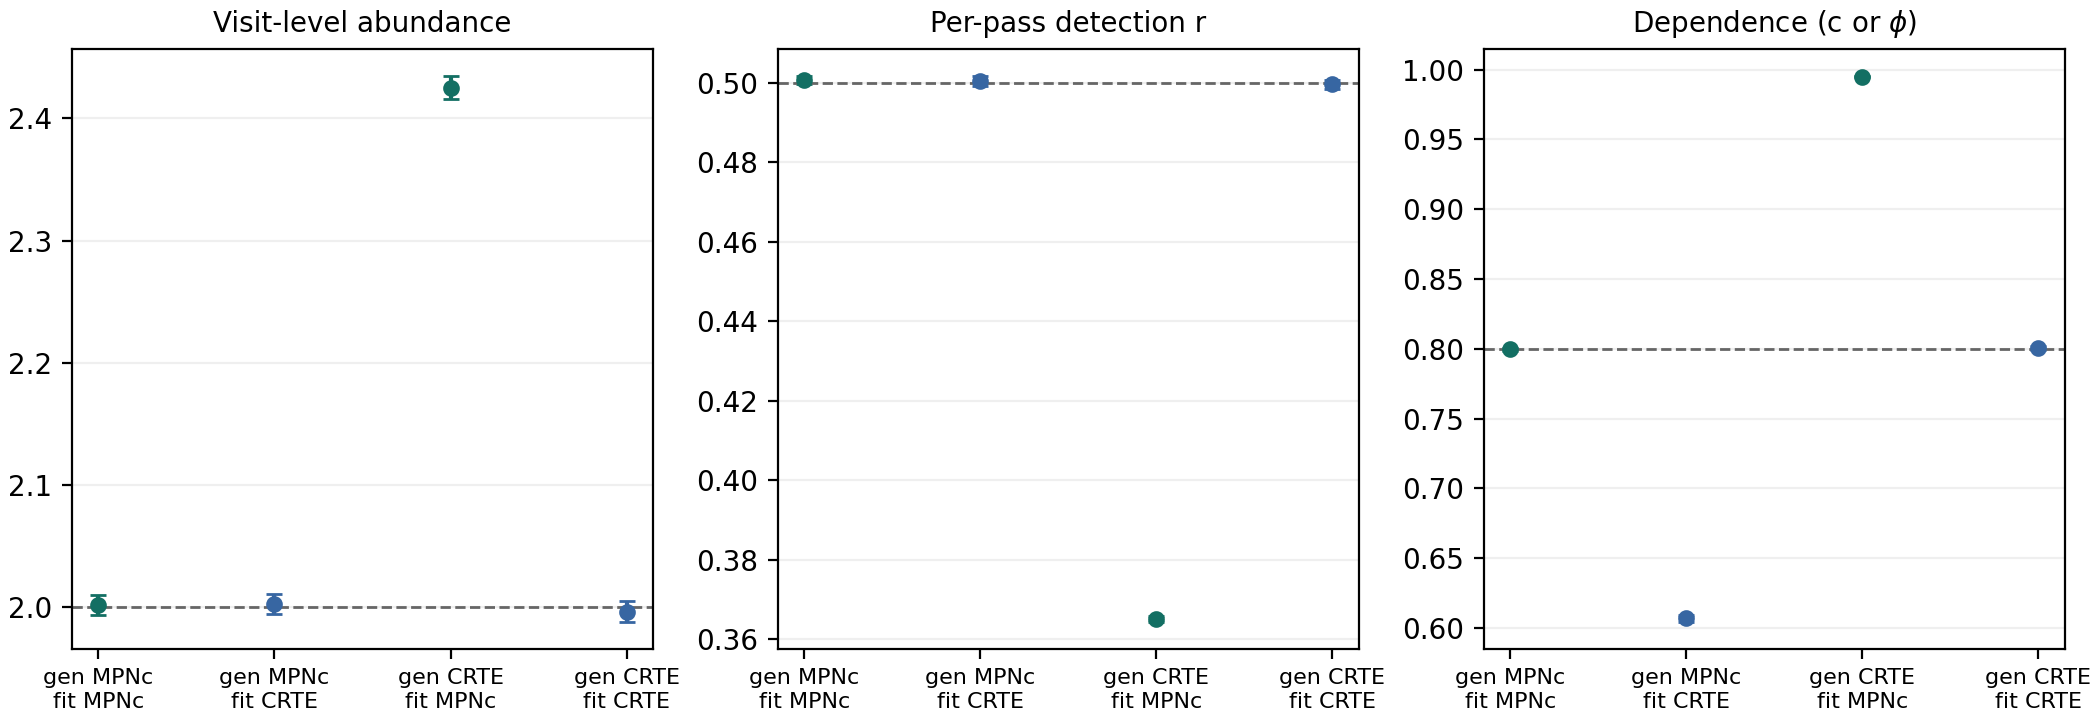 Visit-level abundance
2.4
2.3
2.2
2.1
2.0
gen MPNc
fit MPNc
gen MPNc
fit CRTE
gen CRTE
fit MPNc
gen CRTE
fit CRTE
Per-pass detection r
0.50
0.48
0.46
0.44
0.42
0.40
0.38
0.36
gen MPNc
fit MPNc
gen MPNc
fit CRTE
gen CRTE
fit MPNc
gen CRTE
fit CRTE
Dependence (c or ϕ)
1.00
0.95
0.90
0.85
0.80
0.75
0.70
0.65
0.60
gen MPNc
fit MPNc
gen MPNc
fit CRTE
gen CRTE
fit MPNc
gen CRTE
fit CRTE